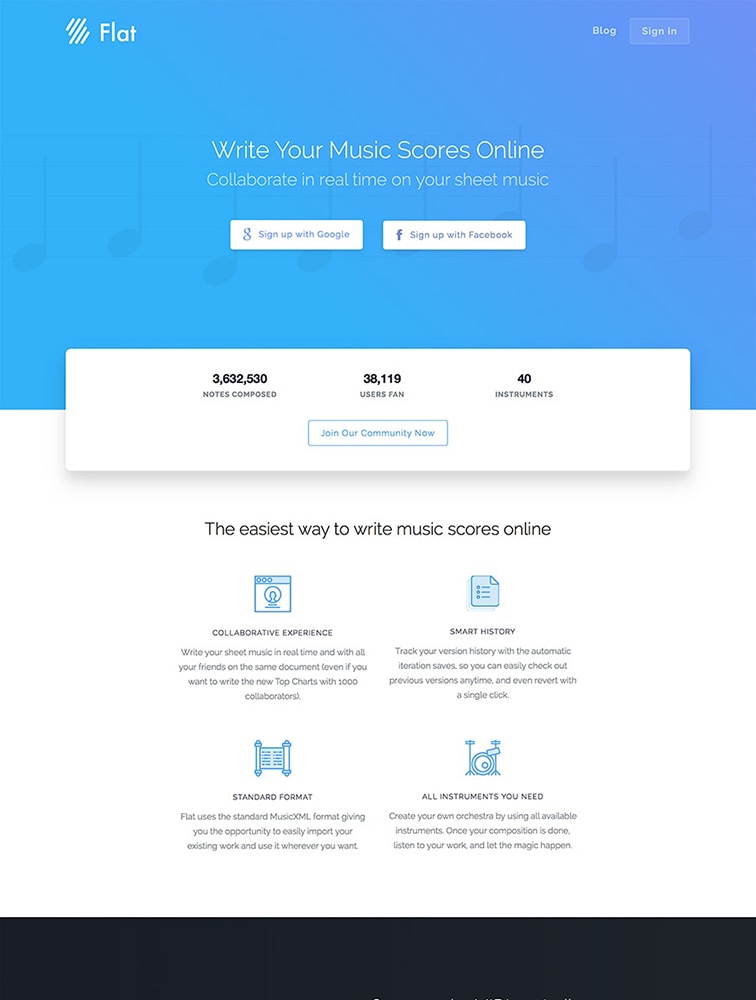 Flat
Blog
Sign in
Write Your Music Scores Online
Collaborate in real time on your sheet music
Sign up with Google
Sign up with Facebook
3,632,530
NOTES COMPOSED
38,119
USERS FAN
40
INSTRUMENTS
Join Our Community Now
The easiest way to write music scores online
COLLABORATIVE EXPERIENCE
Write your sheet music in real time and with all
your friends on the same document (even if you
want to write the new Top Charts with 1000
collaborators).
SMART HISTORY
Track your version history with the automatic
iteration saves, so you can easily check out
previous versions anytime, and even revert with
a single click.
STANDARD FORMAT
Flat uses the standard MusicXML format giving
you the opportunity to easily import your
existing work and use it wherever you want.
ALL INSTRUMENTS YOU NEED
Create your own orchestra by using all available
instruments. Once your composition is done,
listen to your work, and let the magic happen.